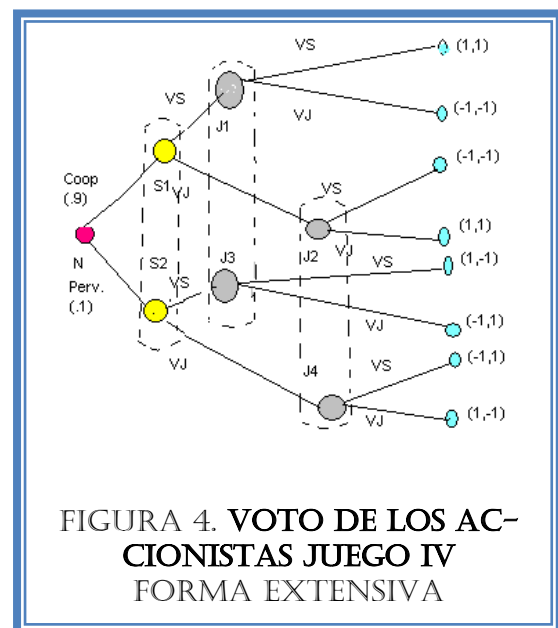 VS
(1,1)
VS
J1
VJ
(-1,-1)
VS
(-1,-1)
Coop
(.9)
S1
VJ
J2
VJ
(1,1)
N
S2
J3
VS
(1,-1)
Perv.
(.1)
VS
VJ
(-1,1)
VJ
J4
VS
(-1,1)
VJ
(1,-1)
FIGURA 4. VOTO DE LOS AC-
CIONISTAS JUEGO IV
FORMA EXTENSIVA